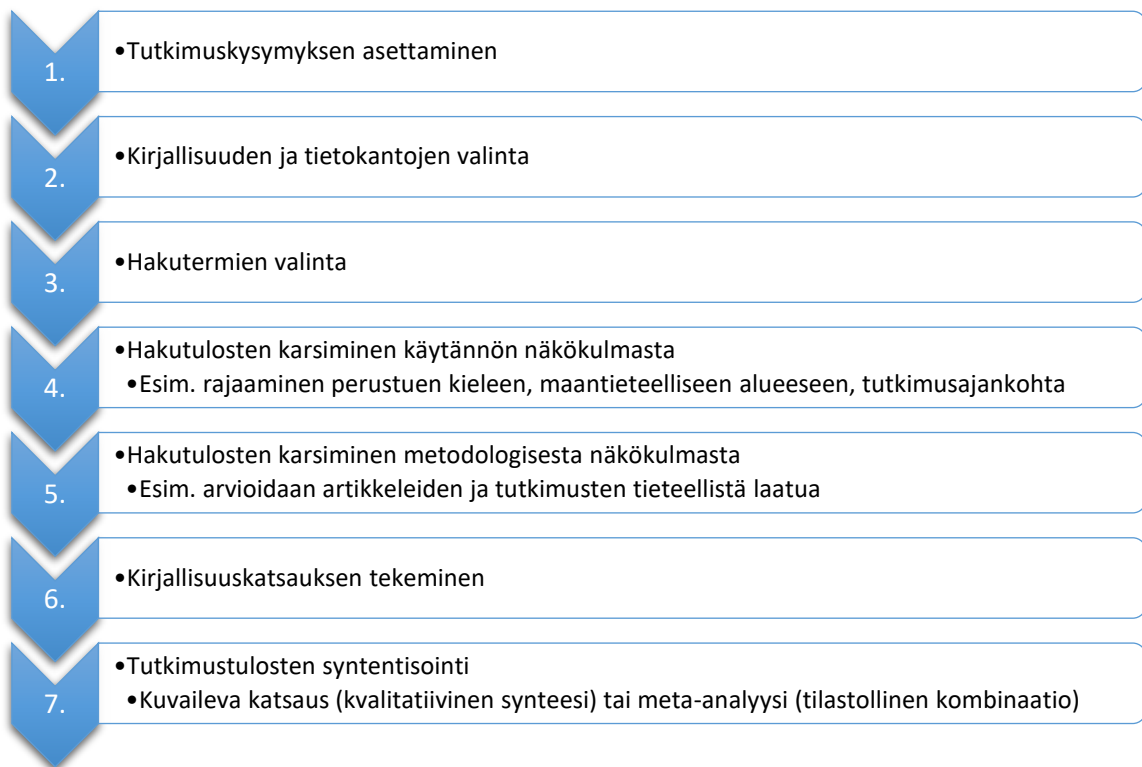 1.
•Tutkimuskysymyksen asettaminen
2.
•Kirjallisuuden ja tietokantojen valinta
3.
•Hakutermien valinta
4.
•Hakutulosten karsiminen käytännön näkökulmasta
•Esim. rajaaminen perustuen kieleen, maantieteelliseen alueeseen, tutkimusajankohta
5.
•Hakutulosten karsiminen metodologisesta näkökulmasta
•Esim. arvioidaan artikkeleiden ja tutkimusten tieteellistä laatua
6.
•Kirjallisuuskatsauksen tekeminen
7.
•Tutkimustulosten syntentisointi
•Kuvaileva katsaus (kvalitatiivinen synteesi) tai meta-analyysi (tilastollinen kombinaatio)